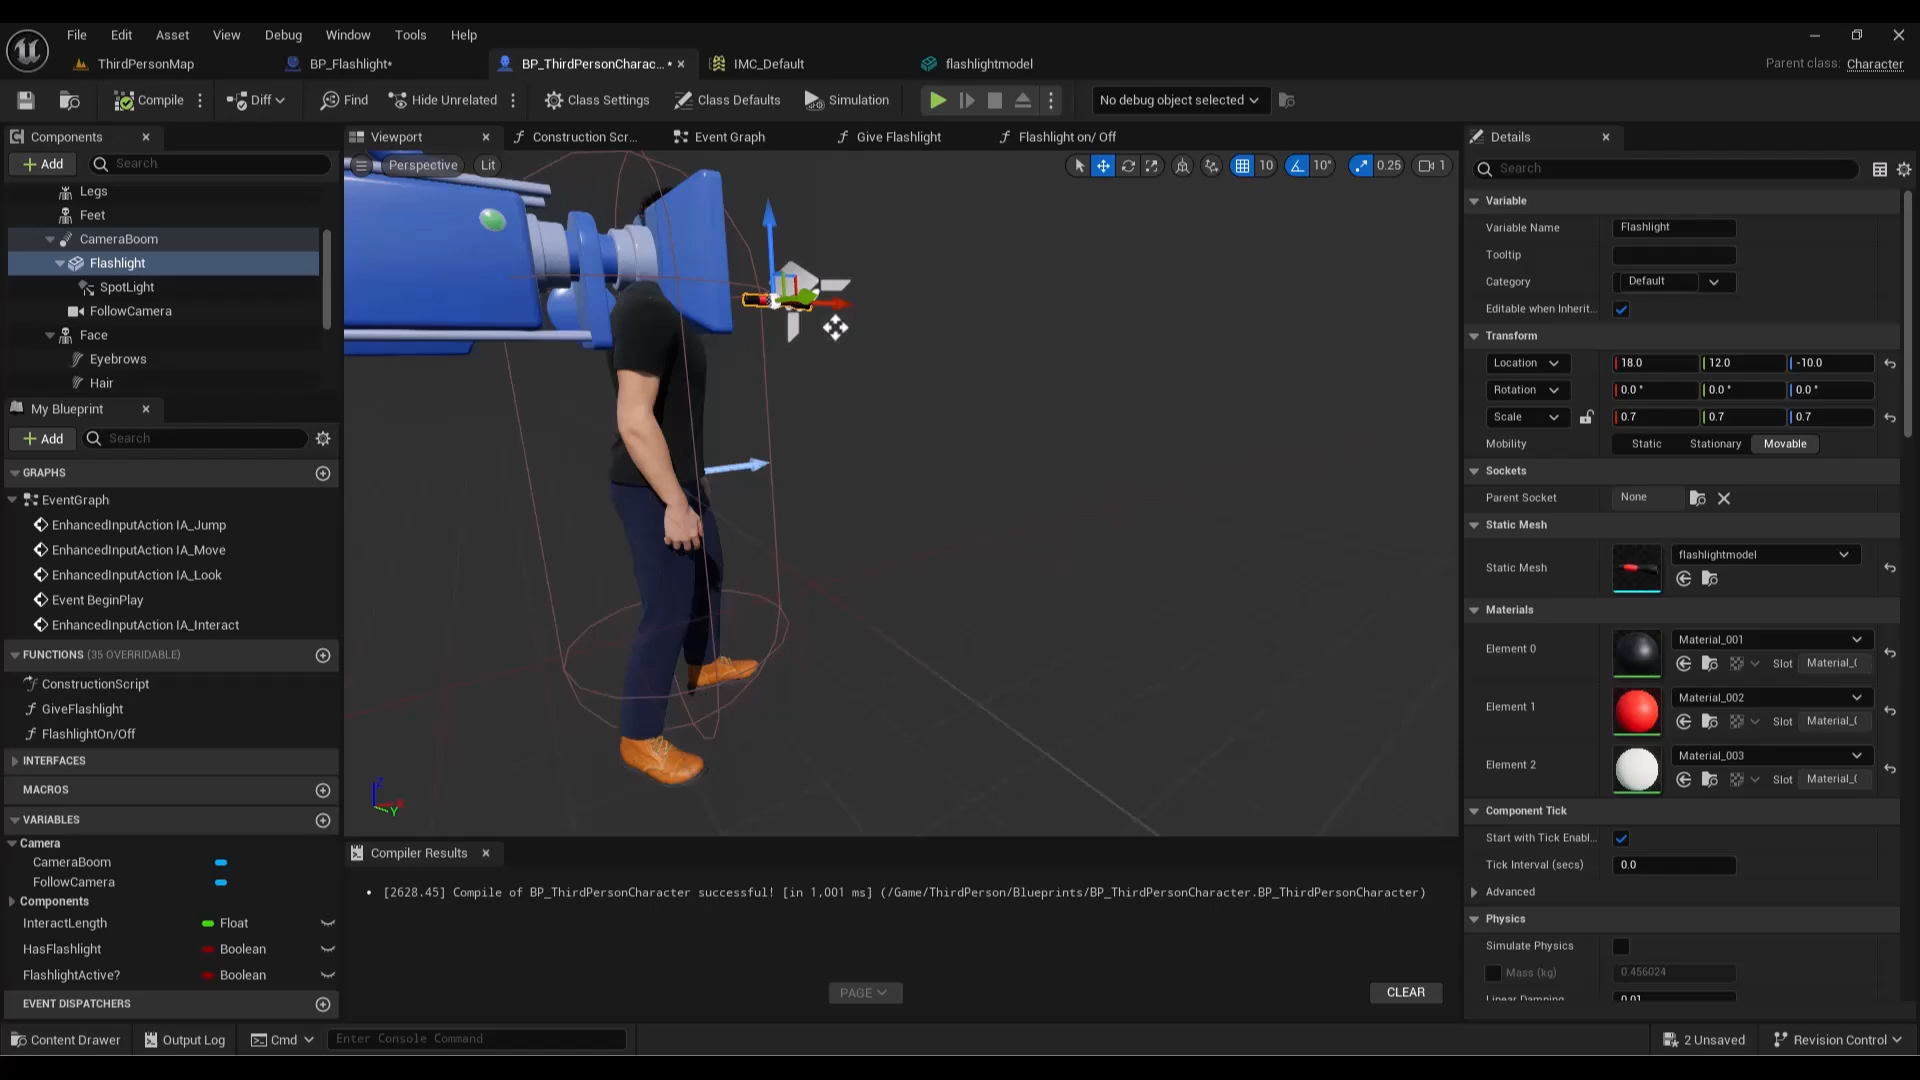 File Edit Asset View Debug Window Tools Help
ThirdPersonMap BP_Flashlight* BP_ThirdPersonCharac... * IMC_Default flashlightmodel Parent class: Character
Compile Diff Find Hide Unrelated Class Settings Class Defaults Simulation No debug object selected
Components Viewport Construction Scr... Event Graph Give Flashlight Flashlight on/ Off Details
Add Search Perspective Lit 10 10° 0.25 1 Search
Legs
Feet
CameraBoom
Flashlight
SpotLight
FollowCamera
Face
Eyebrows
Hair
My Blueprint
Add Search
GRAPHS
EventGraph
EnhancedInputAction IA_Jump
EnhancedInputAction IA_Move
EnhancedInputAction IA_Look
Event BeginPlay
EnhancedInputAction IA_Interact
FUNCTIONS (35 OVERRIDABLE)
ConstructionScript
GiveFlashlight
FlashlightOn/Off
INTERFACES
MACROS
VARIABLES
Camera
CameraBoom
FollowCamera
Components
InteractLength Float
HasFlashlight Boolean
FlashlightActive? Boolean
EVENT DISPATCHERS
Z
X
Y
Compiler Results
[2628.45] Compile of BP_ThirdPersonCharacter successful! [in 1,001 ms] (/Game/ThirdPerson/Blueprints/BP_ThirdPersonCharacter.BP_ThirdPersonCharacter)
PAGE CLEAR
Variable
Variable Name Flashlight
Tooltip
Category Default
Editable when Inherit...
Transform
Location 18.0 12.0 -10.0
Rotation 0.0 ° 0.0 ° 0.0 °
Scale 0.7 0.7 0.7
Mobility Static Stationary Movable
Sockets
Parent Socket None
Static Mesh
Static Mesh flashlightmodel
Materials
Element 0 Material_001
Slot Material_(
Element 1 Material_002
Slot Material_(
Element 2 Material_003
Slot Material_(
Component Tick
Start with Tick Enabl...
Tick Interval (secs) 0.0
Advanced
Physics
Simulate Physics
Mass (kg) 0.456024
Linear Damping 0.01
Content Drawer Output Log Cmd Enter Console Command 2 Unsaved Revision Control